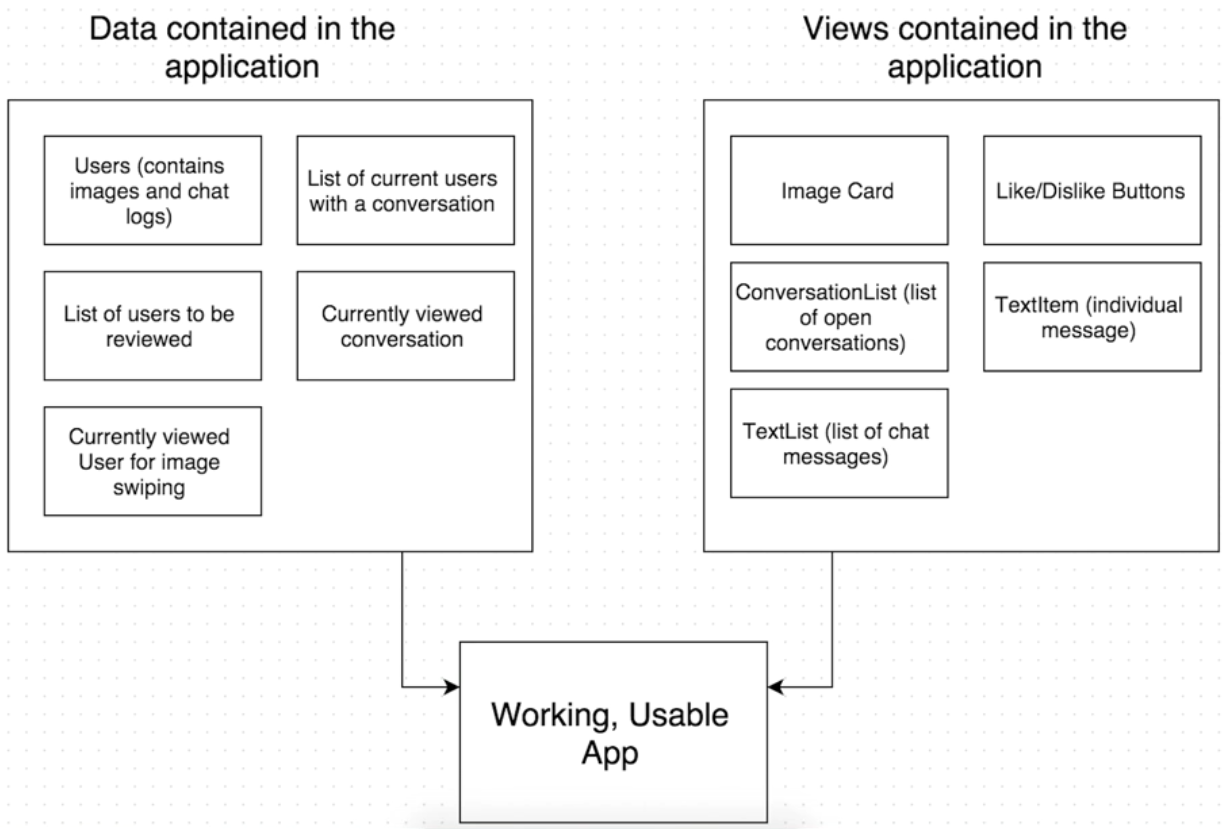 Data contained in the
application
Users (contains
images and chat
logs)
List of current users
with a conversation
List of users to be
reviewed
Currently viewed
conversation
Currently viewed
User for image
swiping
Views contained in the
application
Image Card
Like/Dislike Buttons
ConversationList (list
of open
conversations)
TextItem (individual
message)
TextList (list of chat
messages)
Working, Usable
App